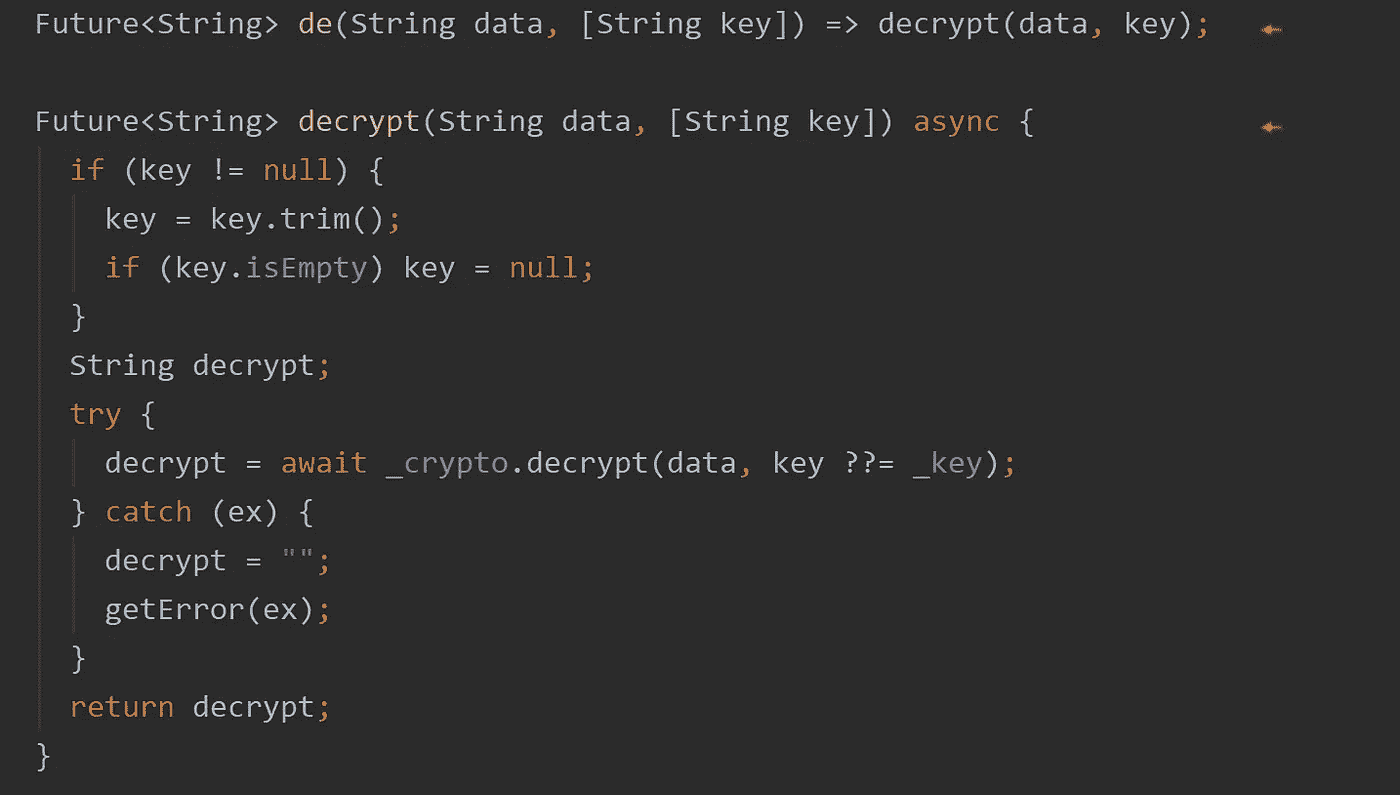 Future<String> de(String data, [String key]) => decrypt(data, key);
Future<String> decrypt(String data, [String key]) async {
if (key != null) {
key = key.trim();
if (key.isEmpty) key = null;
}
String decrypt;
try {
decrypt = await _crypto.decrypt(data, key ??= _key);
} catch (ex) {
decrypt = "";
getError(ex);
}
return decrypt;
}